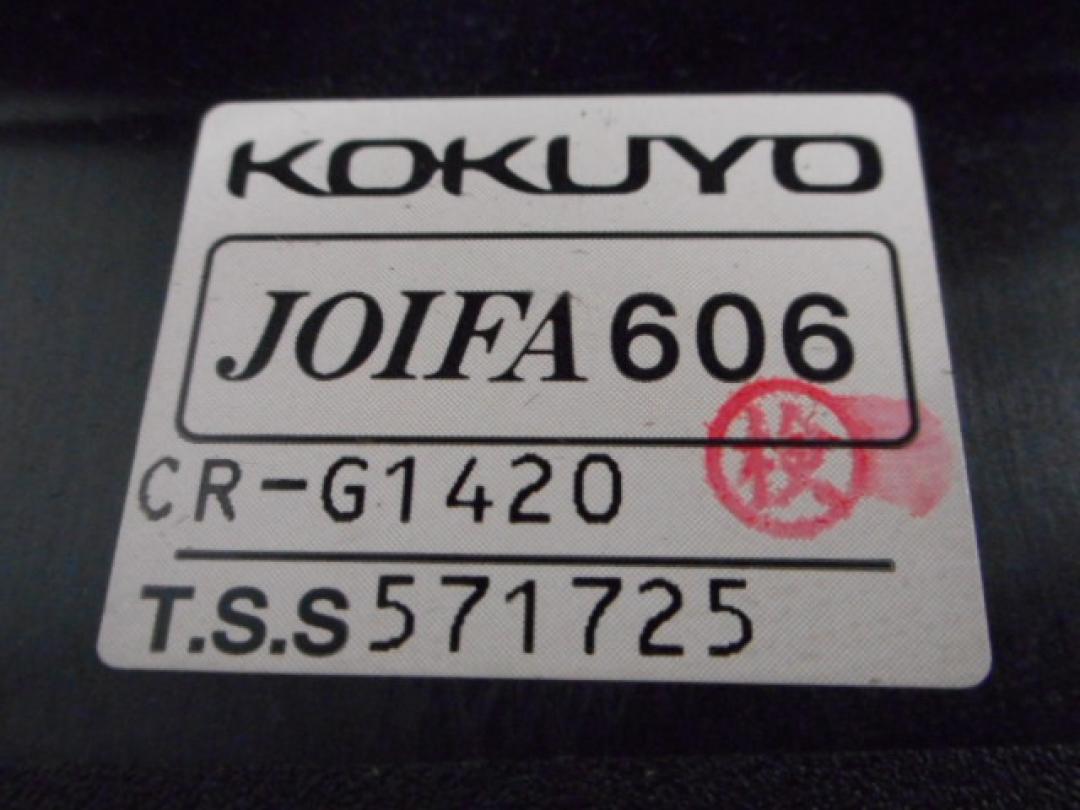 KOKUYO
JOIFA 606
検
CR-G1420
T.S.S 571725